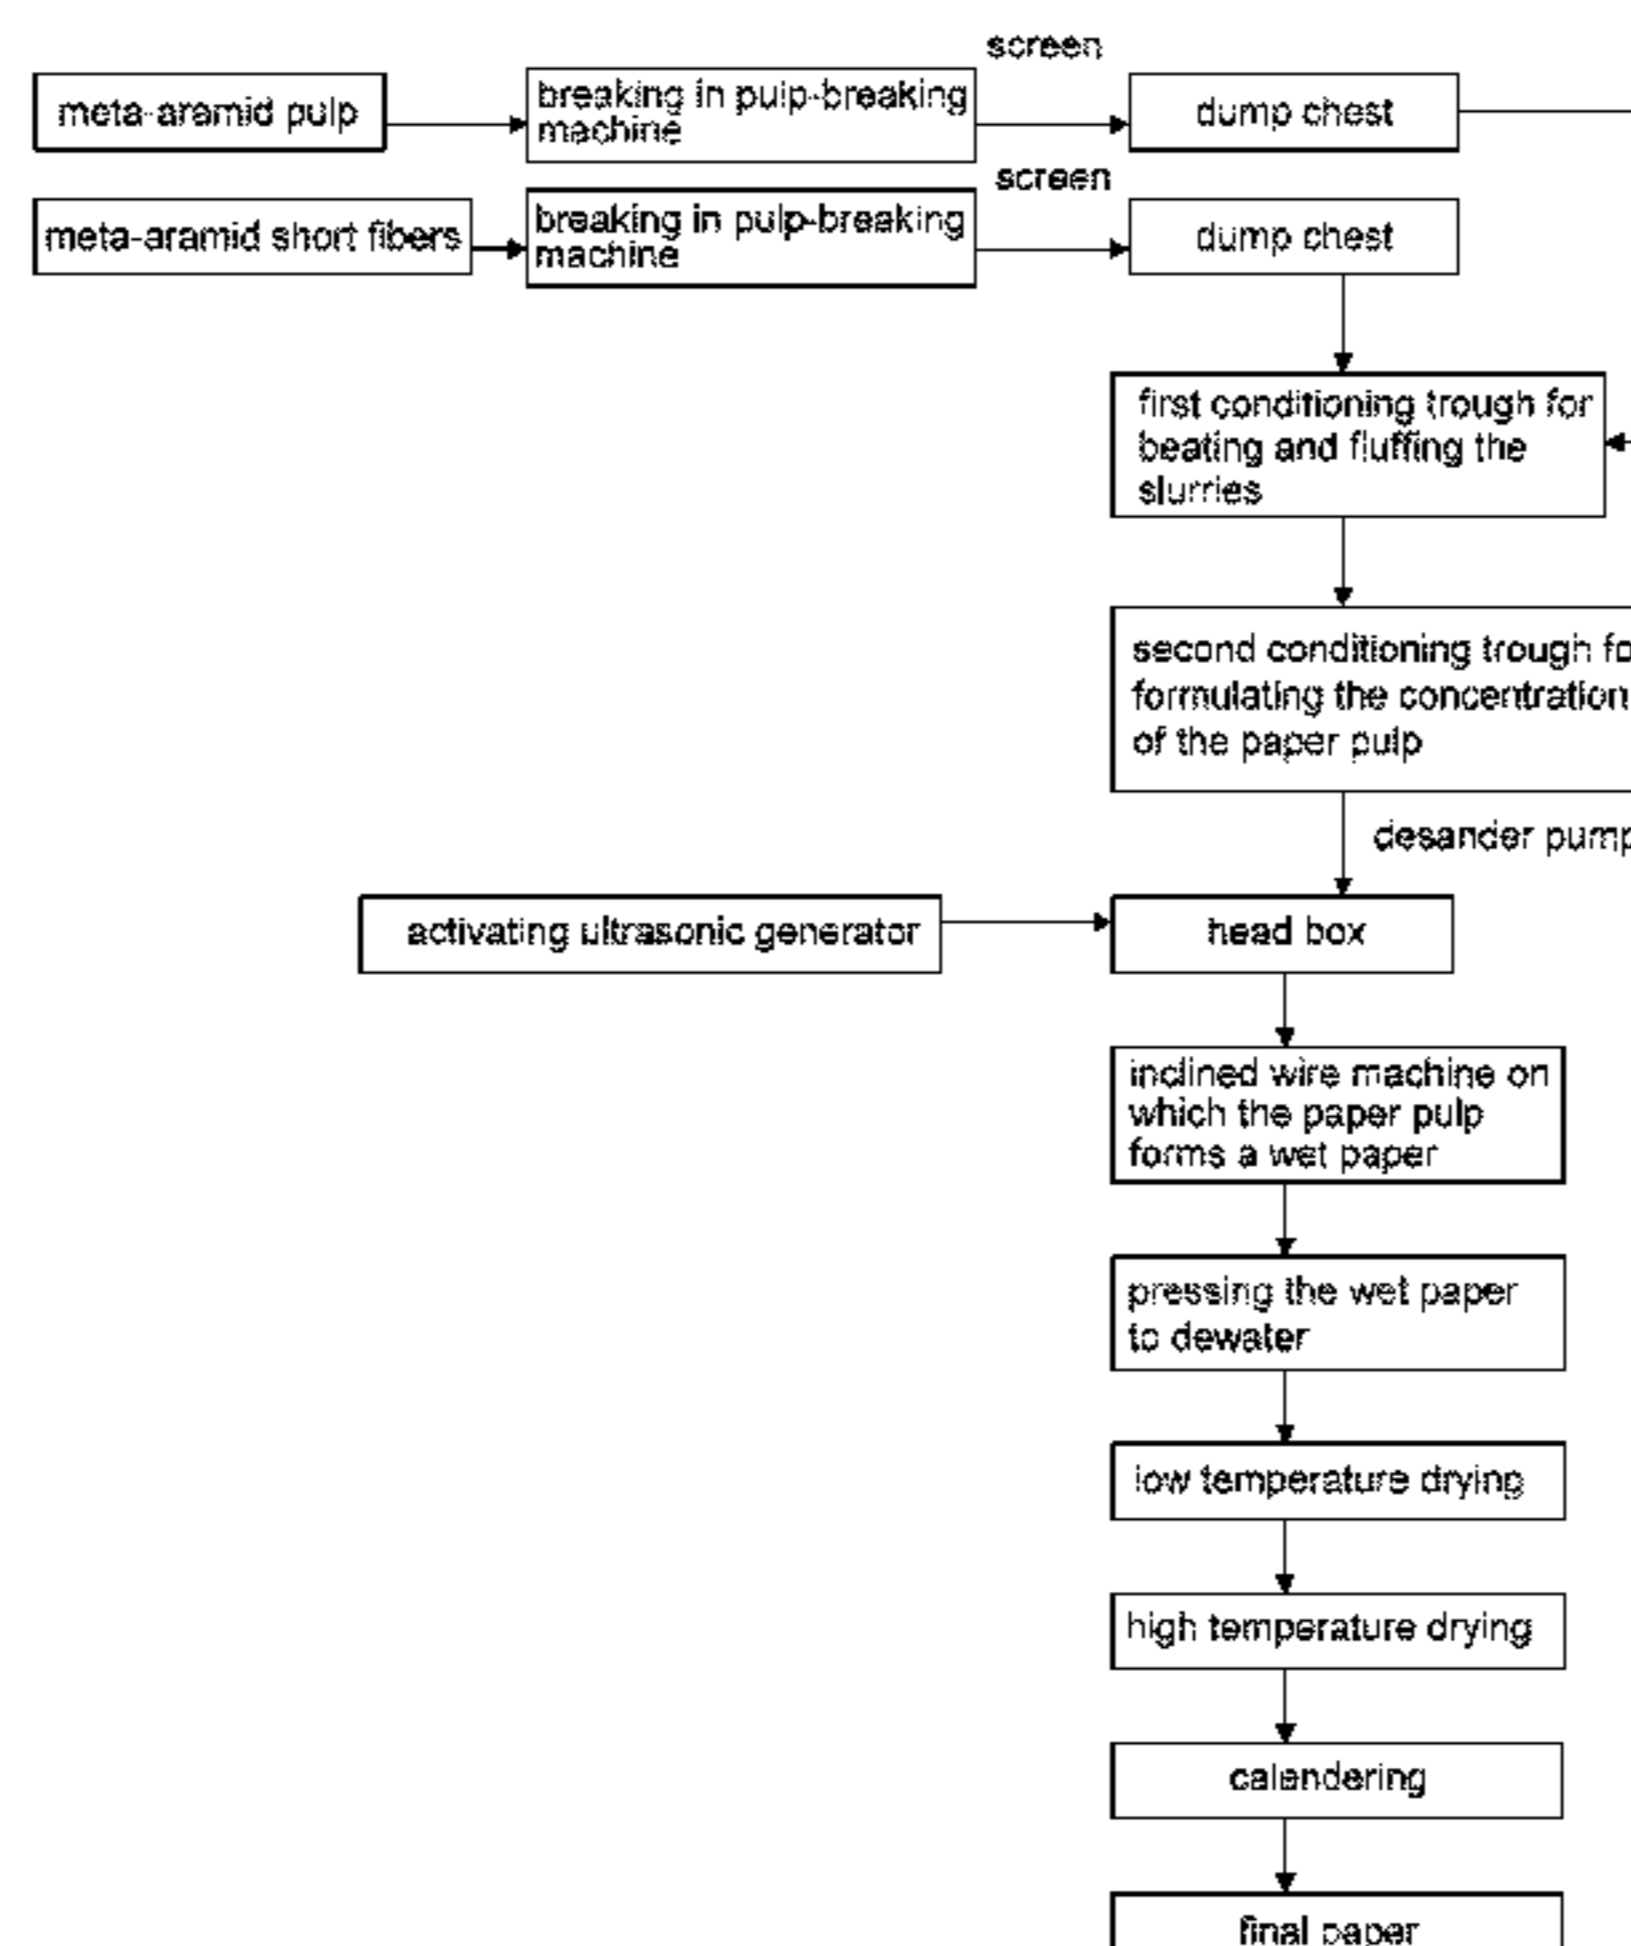 screen
meta-aramid pulp
breaking in pulp-breaking
machine
dump chest
screen
meta-aramid short fibers
breaking in pulp-breaking
machine
dump chest
first conditioning trough for
beating and fluffing the
slurries
second conditioning trough fo
formulating the concentration
of the paper pulp
desander pump
activating ultrasonic generator
head box
inclined wire machine on
which the paper pulp
forms a wet paper
pressing the wet paper
to dewater
low temperature drying
high temperature drying
calendering
final paper